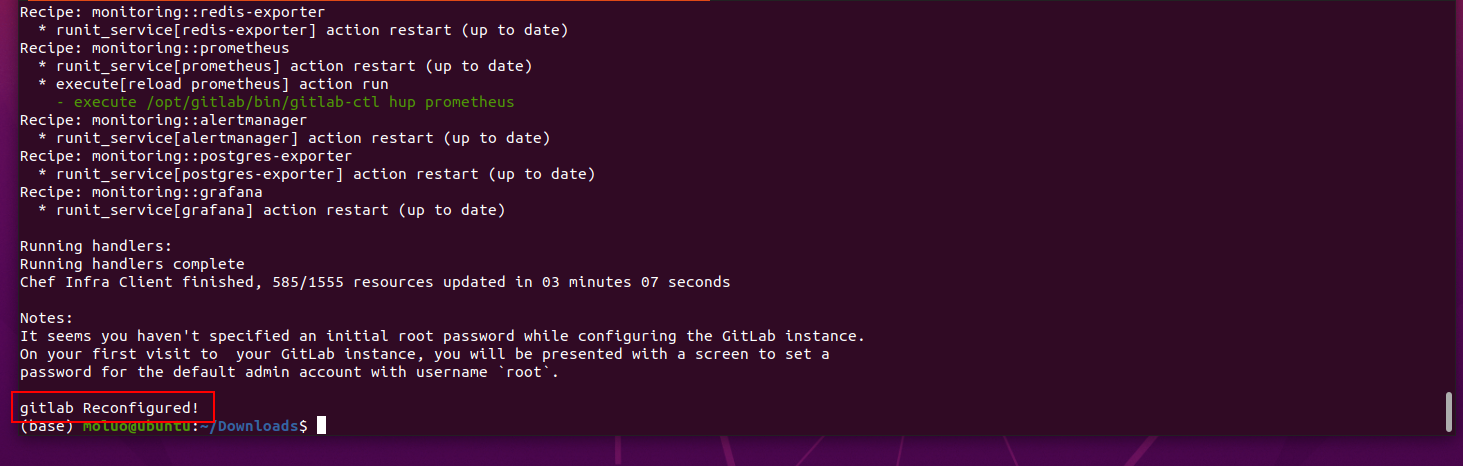 Recipe: monitoring::redis-exporter
  * runit_service[redis-exporter] action restart (up to date)
Recipe: monitoring::prometheus
  * runit_service[prometheus] action restart (up to date)
  * execute[reload prometheus] action run
    - execute /opt/gitlab/bin/gitlab-ctl hup prometheus
Recipe: monitoring::alertmanager
  * runit_service[alertmanager] action restart (up to date)
Recipe: monitoring::postgres-exporter
  * runit_service[postgres-exporter] action restart (up to date)
Recipe: monitoring::grafana
  * runit_service[grafana] action restart (up to date)

Running handlers:
Running handlers complete
Chef Infra Client finished, 585/1555 resources updated in 03 minutes 07 seconds

Notes:
It seems you haven't specified an initial root password while configuring the GitLab instance.
On your first visit to  your GitLab instance, you will be presented with a screen to set a
password for the default admin account with username `root`.

gitlab Reconfigured!
(base) moluo@ubuntu:~/Downloads$